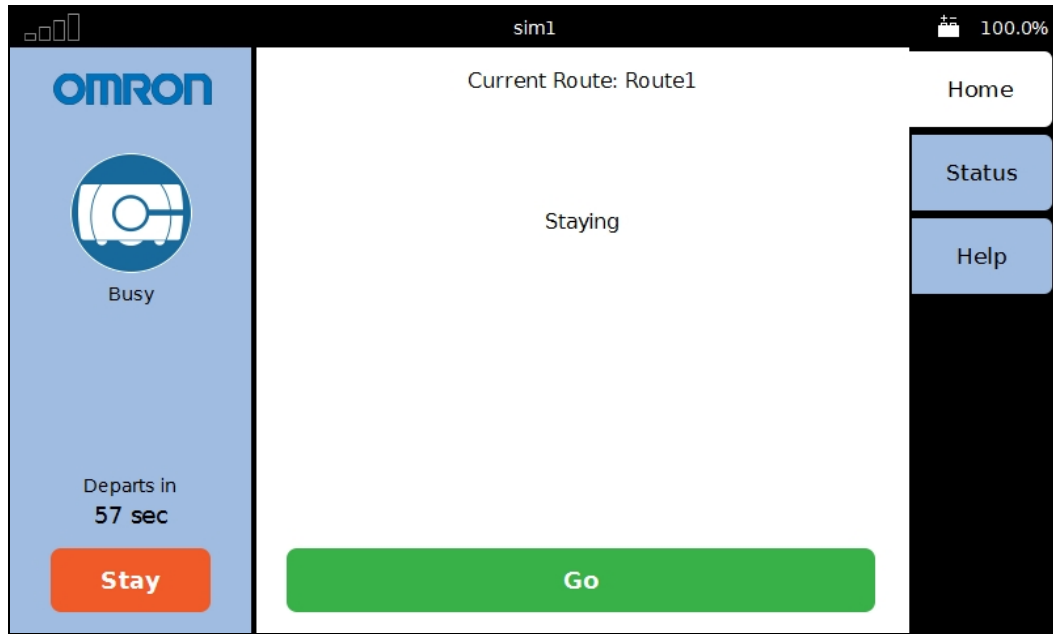 sim1
100.0%
OMRON
Busy
Departs in
57 sec
Stay
Current Route: Route1
Staying
Go
Home
Status
Help